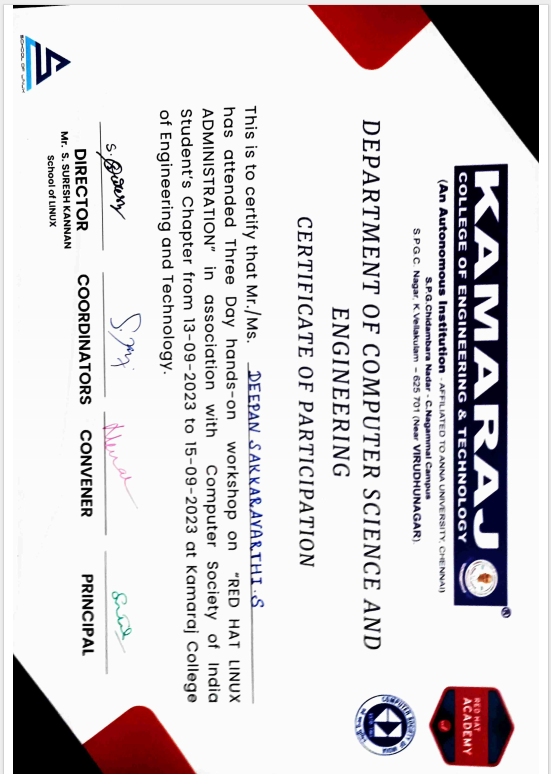 KAMARAJ
COLLEGE OF ENGINEERING & TECHNOLOGY
(An Autonomous Institution - AFFILIATED TO ANNA UNIVERSITY, CHENNAI)
S.P.G.Chidambara Nadar - C.Nagammal Campus
S.P.G.C. Nagar, K.Vellakulam – 625 701 (Near VIRUDHUNAGAR).
RED HAT
ACADEMY
COMPUTER SOCIETY OF INDIA
DEPARTMENT OF COMPUTER SCIENCE AND
ENGINEERING
CERTIFICATE OF PARTICIPATION
This is to certify that Mr./Ms. DEEPAN SAKKARAVARTHI.S
has attended Three Day hands-on workshop on "RED HAT LINUX
ADMINISTRATION" in association with Computer Society of India
Student's Chapter from 13-09-2023 to 15-09-2023 at Kamaraj College
of Engineering and Technology.
DIRECTOR COORDINATORS CONVENER PRINCIPAL
Mr. S. SURESH KANNAN
School of LINUX
SCHOOL OF LINUX